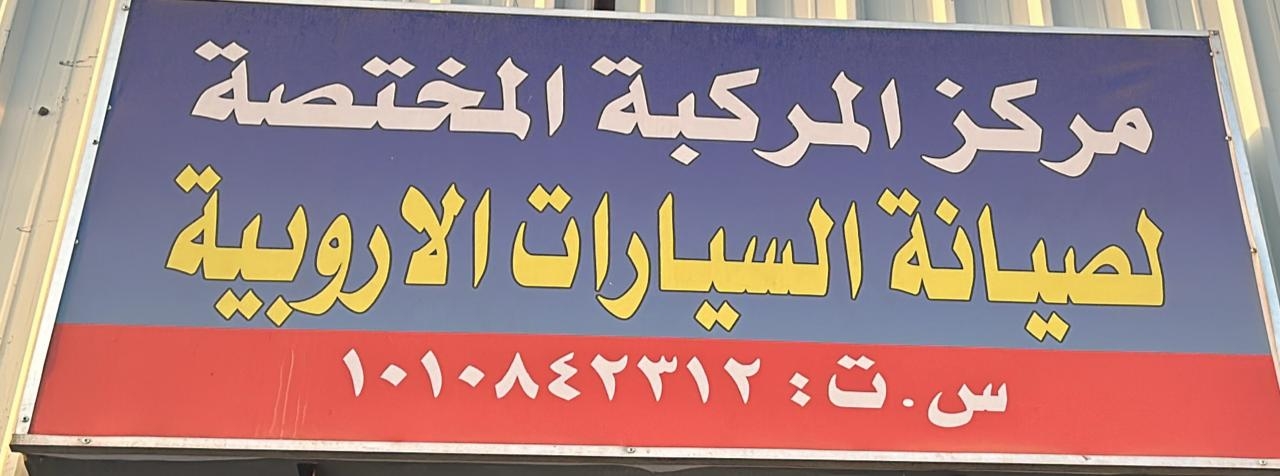 مركز المركبة المختصة
لصيانة السيارات الاروبية
س.ت: ١٠١٠٨٤٢٣١٢